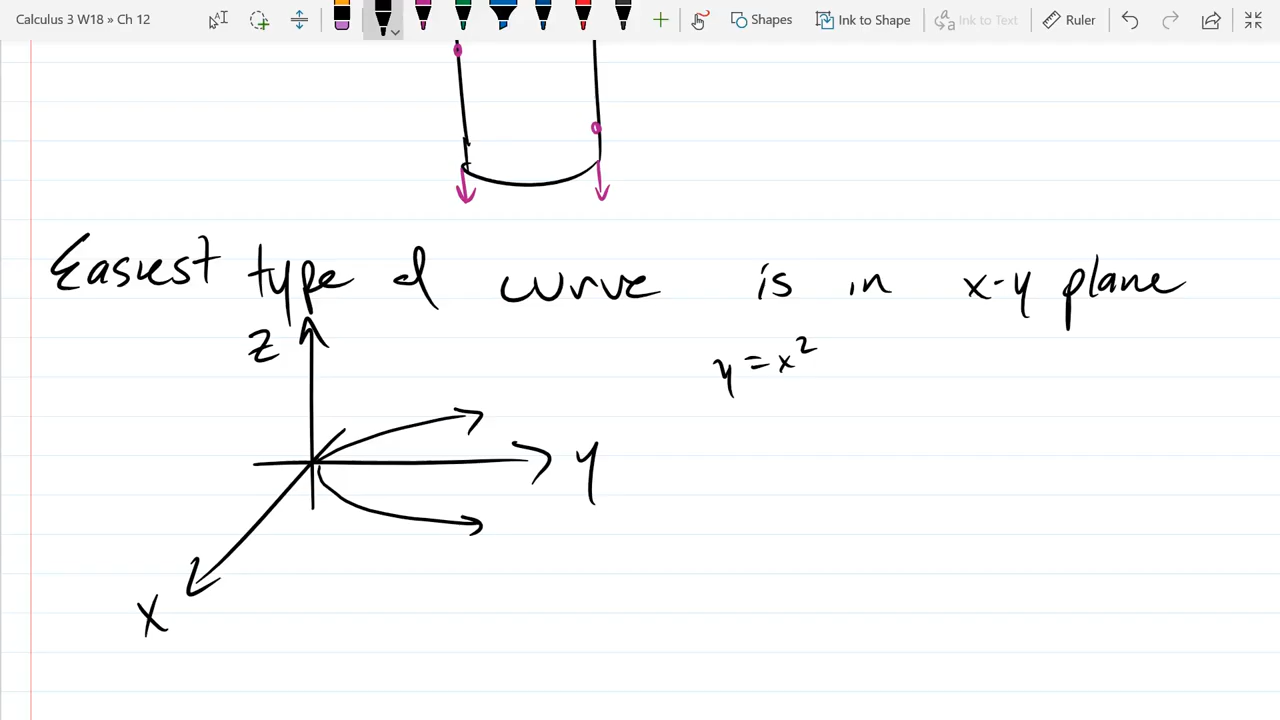 Calculus 3 W18 » Ch 12
Shapes
Ink to Shape
Ink to Text
Ruler
Easiest type of curve is in x-y plane
z
y = x²
y
x